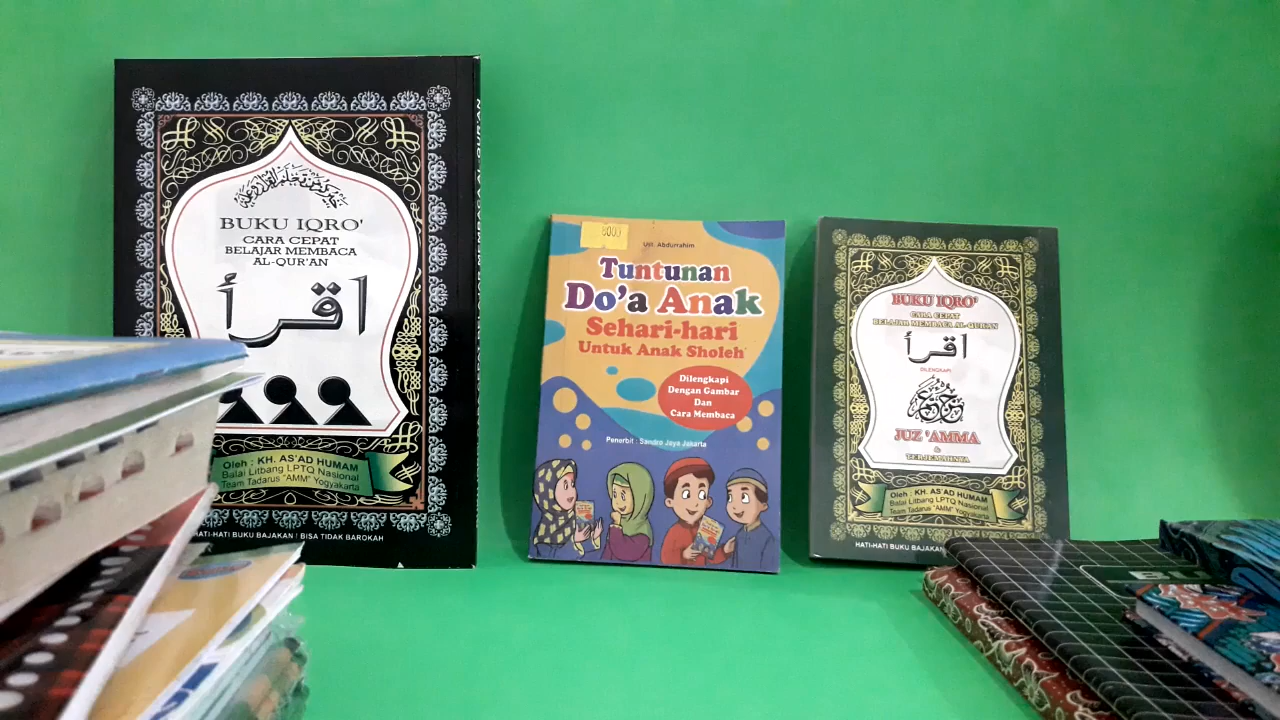 BUKU IQRO'
CARA CEPAT
BELAJAR MEMBACA
AL-QUR'AN
اقرأ
Oleh : KH. AS'AD HUMAM
Balai Litbang LPTQ Nasional
Team Tadarus "AMM" Yogyakarta
HATI-HATI BUKU BAJAKAN ! BISA TIDAK BAROKAH
8000
Ust. Abdurrahim
Tuntunan
Do'a Anak
Sehari-hari
Untuk Anak Sholeh
Dilengkapi
Dengan Gambar
Dan
Cara Membaca
Penerbit : Sandro Jaya Jakarta
BUKU IQRO'
CARA CEPAT
BELAJAR MEMBACA AL-QUR'AN
اقرأ
DILENGKAPI
JUZ 'AMMA
&
TERJEMAHNYA
Oleh : KH. AS'AD HUMAM
Balai Litbang LPTQ Nasional
Team Tadarus "AMM" Yogyakarta
HATI-HATI BUKU BAJAKAN